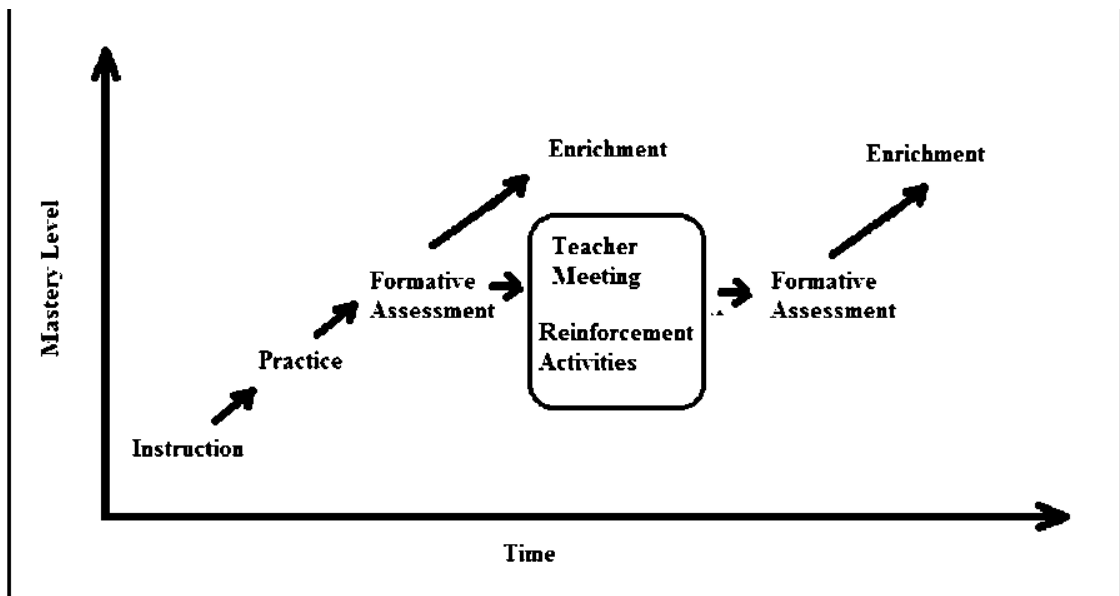 Enrichment
Enrichment
Teacher
Meeting
Formative
Assessment
Formative
Assessment
Reinforcement
Activities
Practice
Instruction
Mastery Level
Time